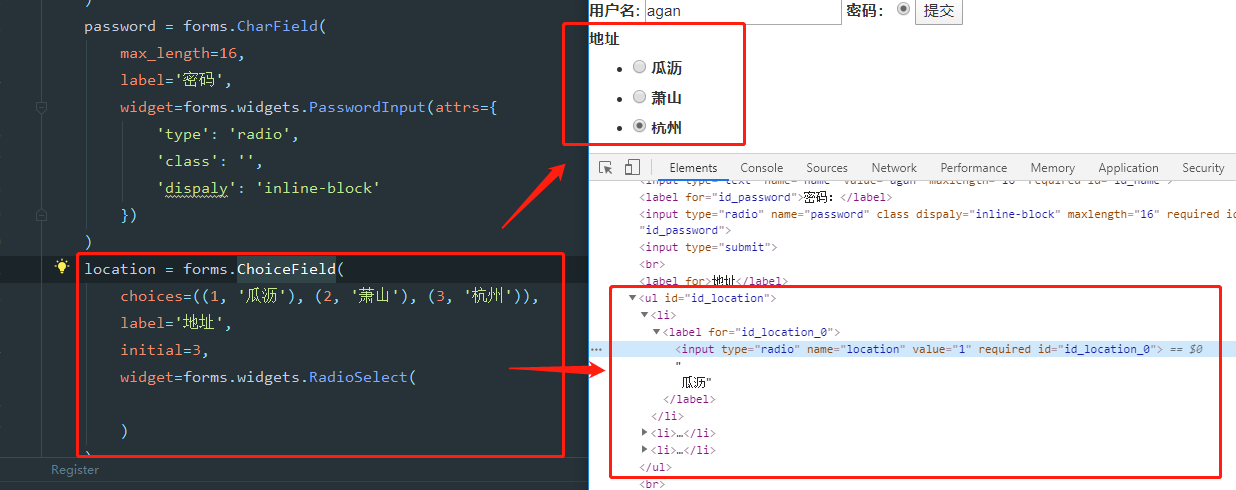 )
password = forms.CharField(
max_length=16,
label='密码',
widget=forms.widgets.PasswordInput(attrs={
'type': 'radio',
'class': '',
'dispaly': 'inline-block'
})
)
location = forms.ChoiceField(
choices=((1, '瓜沥'), (2, '萧山'), (3, '杭州')),
label='地址',
initial=3,
widget=forms.widgets.RadioSelect(
)
)
Register
用户名: agan 密码: 提交
地址
瓜沥
萧山
杭州
Elements Console Sources Network Performance Memory Application Security
<input type="text" name="name" value="agan" maxlength="16" required id="id_name">
<label for="id_password">密码: </label>
<input type="radio" name="password" class dispaly="inline-block" maxlength="16" required id=
"id_password">
<input type="submit">
<br>
<label for>地址</label>
<ul id="id_location">
<li>
<label for="id_location_0">
… <input type="radio" name="location" value="1" required id="id_location_0"> == $0
"
瓜沥"
</label>
</li>
<li>…</li>
<li>…</li>
</ul>
<br>